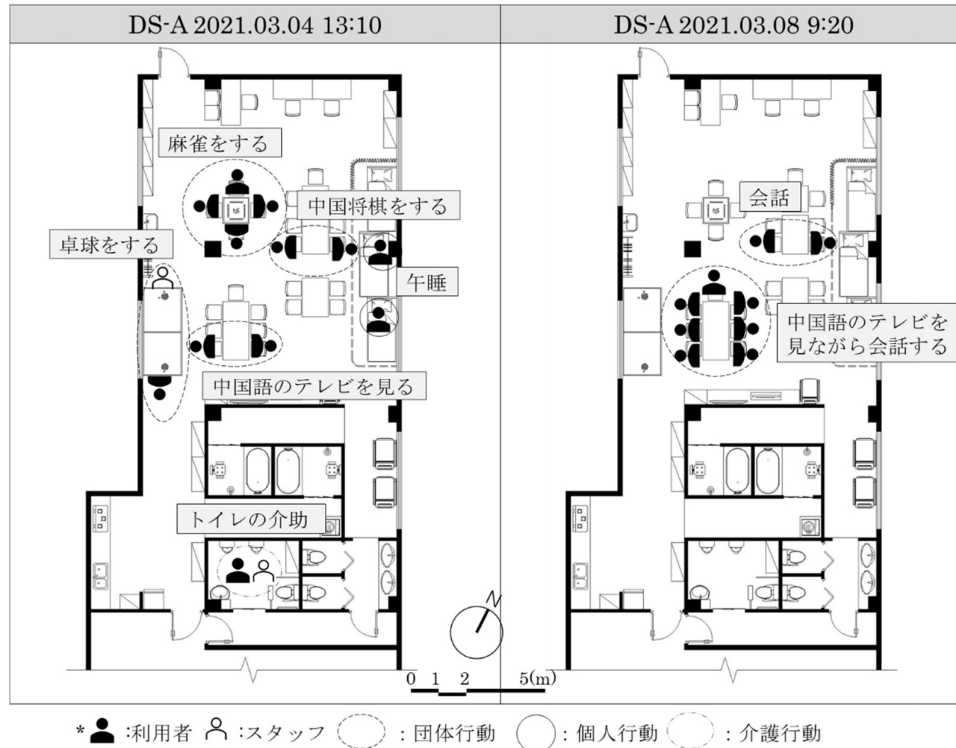 DS-A 2021.03.04 13:10
DS-A 2021.03.08 9:20
麻雀をする
中国将棋をする
卓球をする
午睡
中国語のテレビを見る
トイレの介助
会話
中国語のテレビを
見ながら会話する
N
0 1 2 5(m)
* :利用者 :スタッフ :団体行動 :個人行動 :介護行動